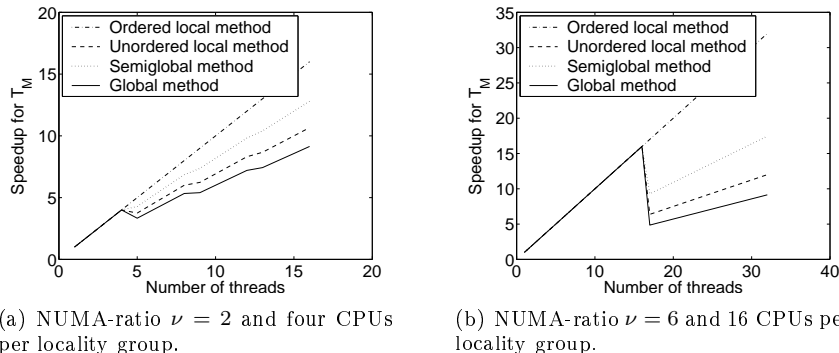 20
15
10
5
0
Speedup for T_M
Ordered local method
Unordered local method
Semiglobal method
Global method
0 5 10 15 20
Number of threads
(a) NUMA-ratio ν = 2 and four CPUs
per locality group.
35
30
25
20
15
10
5
0
Speedup for T_M
Ordered local method
Unordered local method
Semiglobal method
Global method
0 10 20 30 40
Number of threads
(b) NUMA-ratio ν = 6 and 16 CPUs pe
locality group.